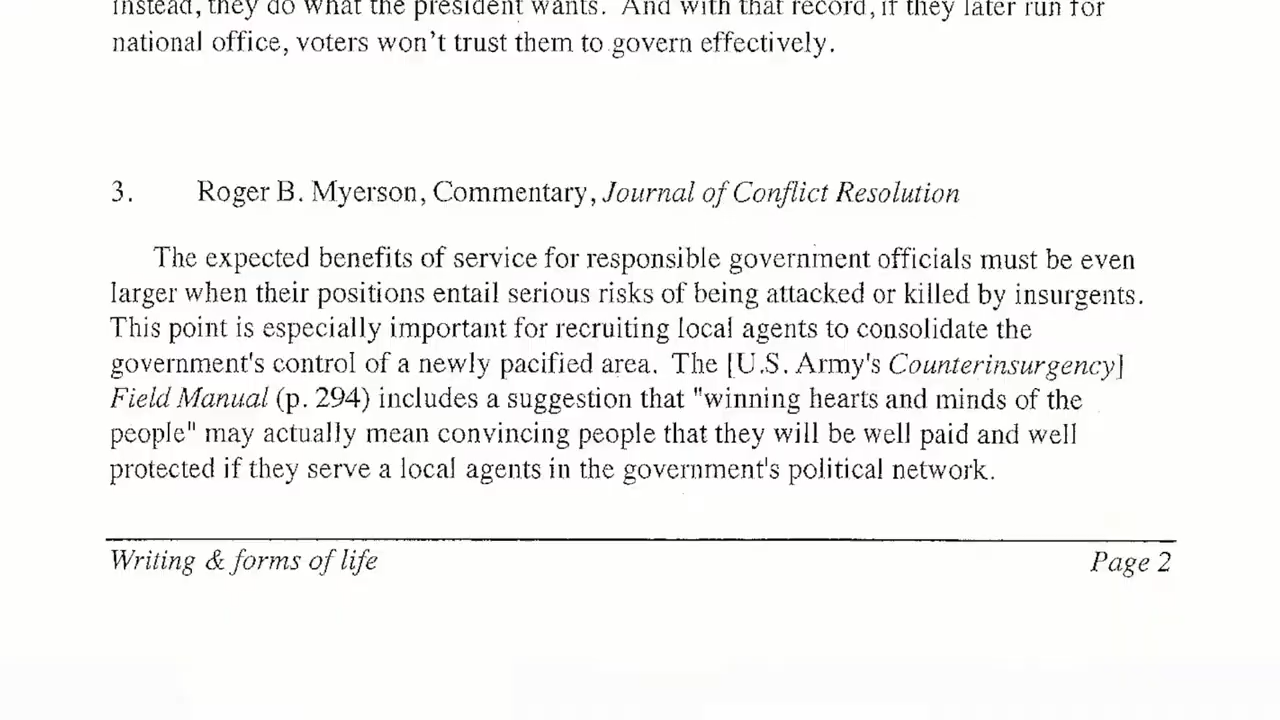 instead, they do what the president wants. And with that record, if they later run for
national office, voters won't trust them to govern effectively.
3. Roger B. Myerson, Commentary, Journal of Conflict Resolution
The expected benefits of service for responsible government officials must be even
larger when their positions entail serious risks of being attacked or killed by insurgents.
This point is especially important for recruiting local agents to consolidate the
government's control of a newly pacified area. The [U.S. Army's Counterinsurgency]
Field Manual (p. 294) includes a suggestion that "winning hearts and minds of the
people" may actually mean convincing people that they will be well paid and well
protected if they serve a local agents in the government's political network.
Writing & forms of life Page 2